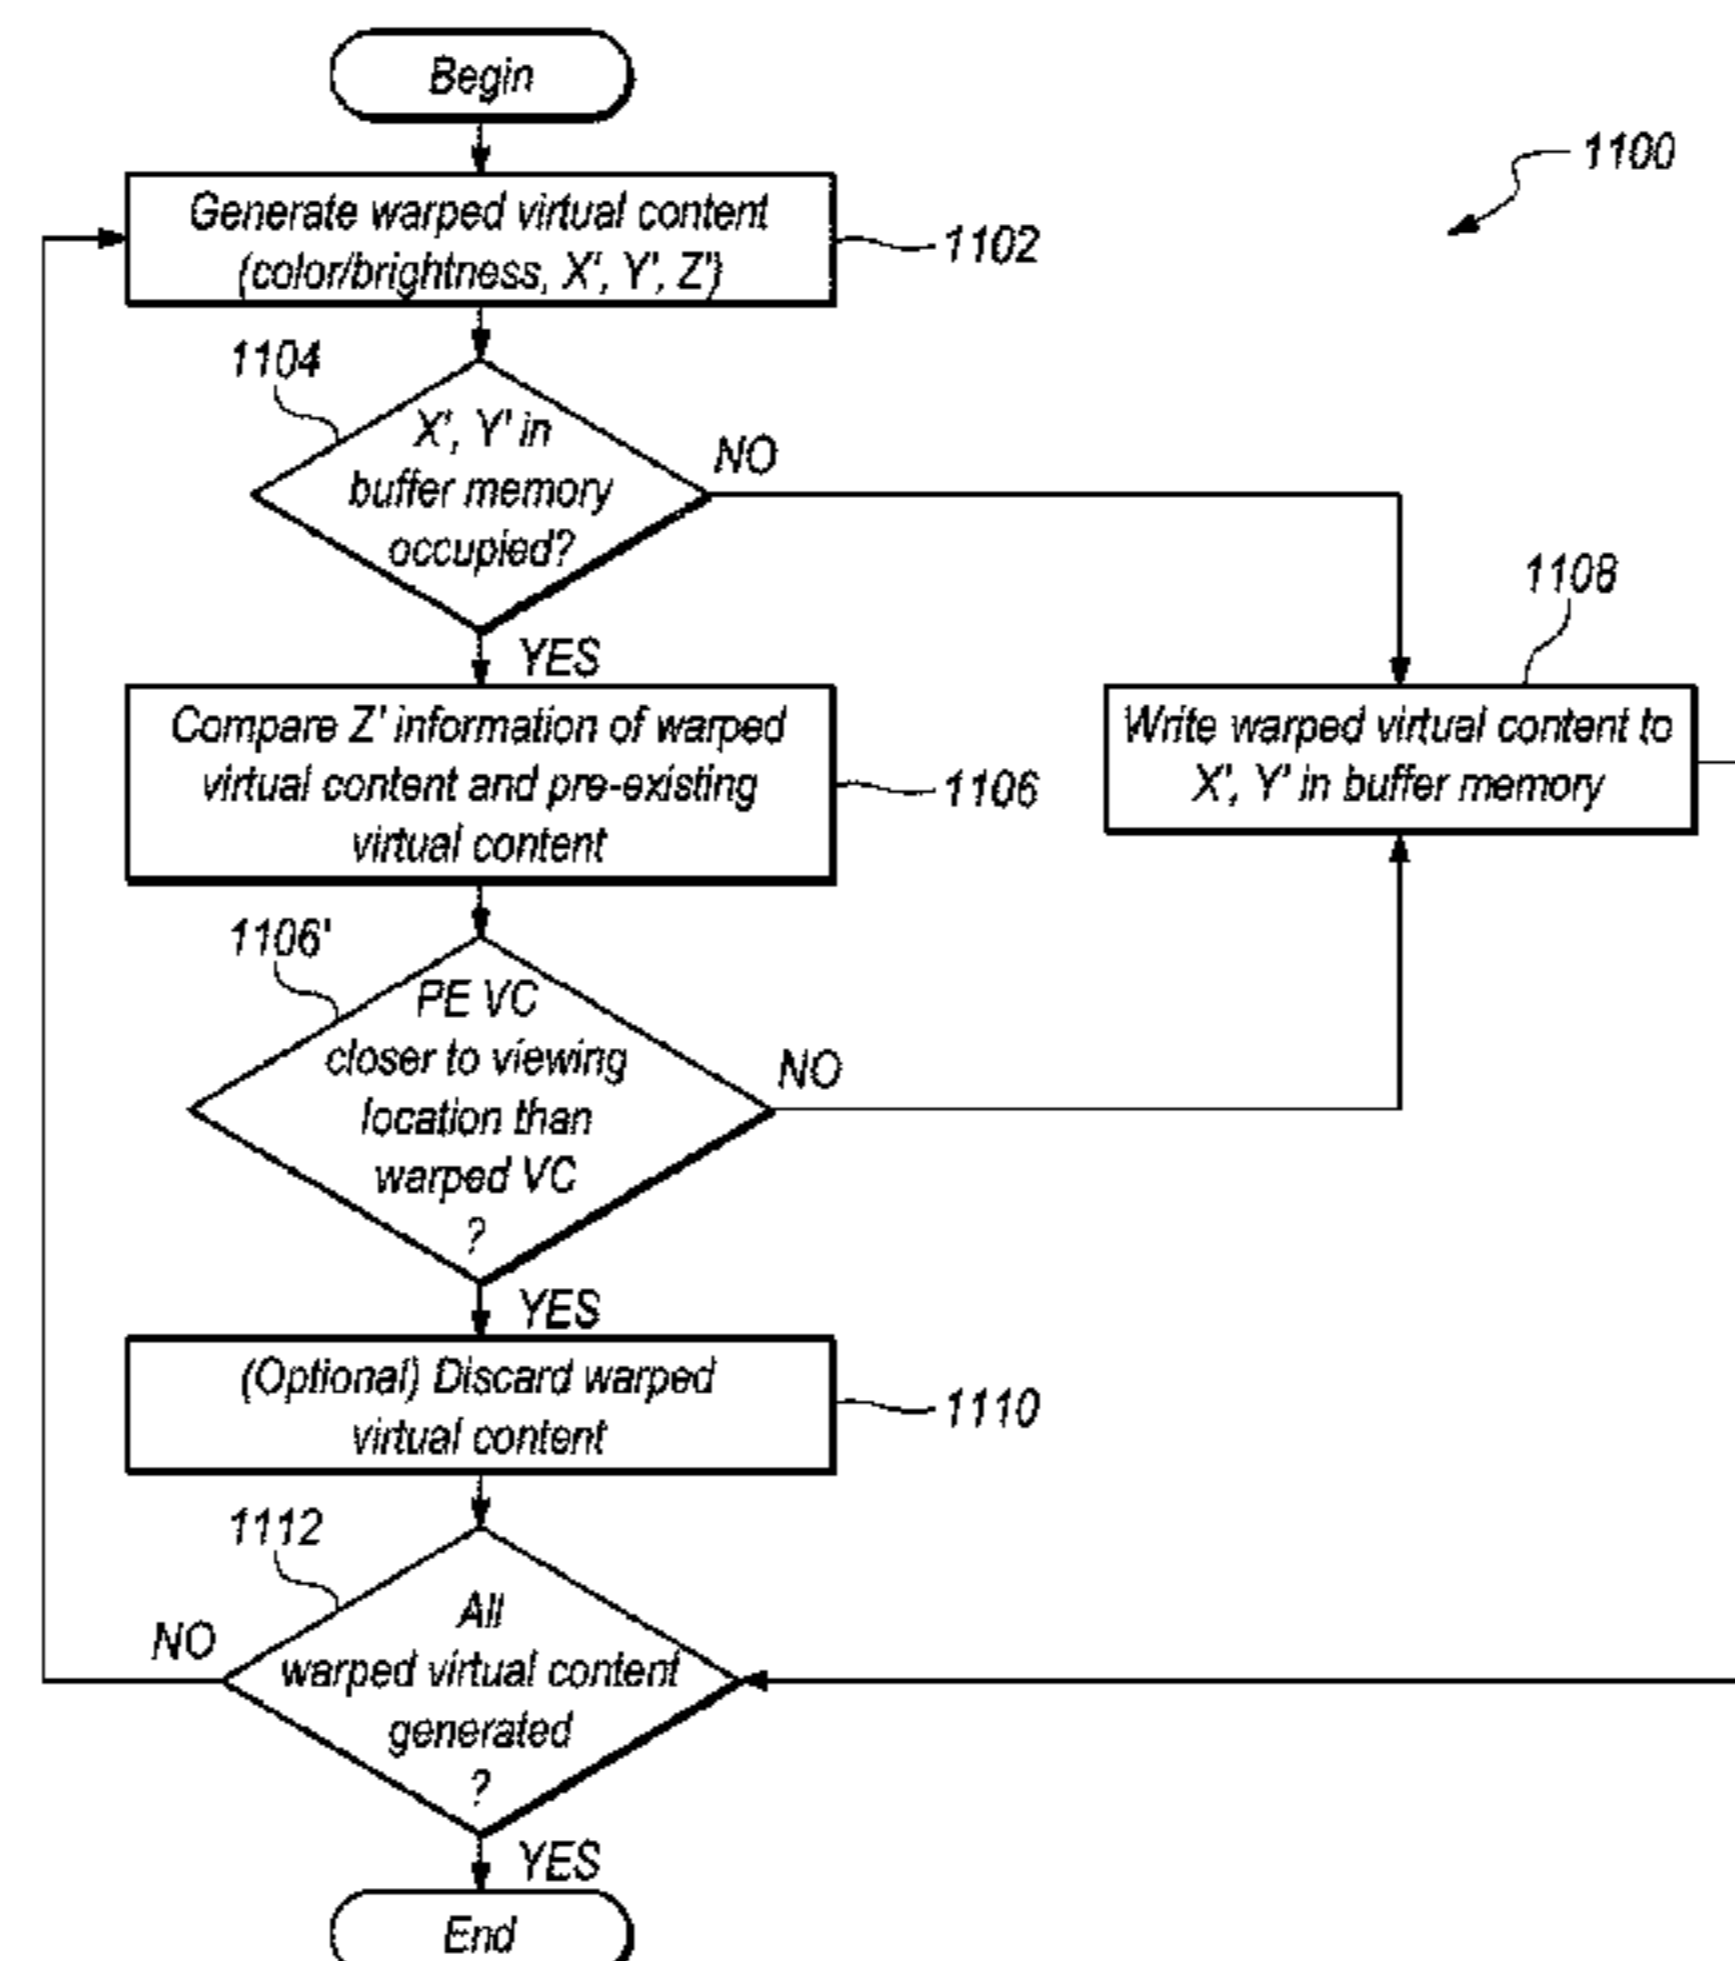 Begin
1100
Generate warped virtual content
(color/brightness, X', Y', Z')
1102
1104
X', Y' in
buffer memory
occupied?
NO
YES
1108
Compare Z' information of warped
virtual content and pre-existing
virtual content
1106
Write warped virtual content to
X', Y' in buffer memory
1106'
PE VC
closer to viewing
location than
warped VC
?
NO
YES
(Optional) Discard warped
virtual content
1110
1112
All
warped virtual content
generated
?
NO
YES
End